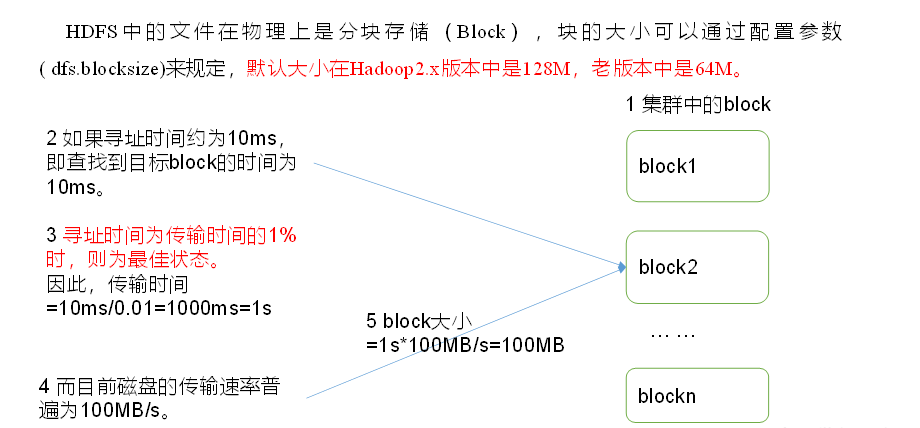 HDFS中的文件在物理上是分块存储（Block），块的大小可以通过配置参数
( dfs.blocksize)来规定，默认大小在Hadoop2.x版本中是128M，老版本中是64M。
1 集群中的block
2 如果寻址时间约为10ms，
即查找到目标block的时间为
10ms。
block1
3 寻址时间为传输时间的1%
时，则为最佳状态。
因此，传输时间
=10ms/0.01=1000ms=1s
block2
5 block大小
=1s*100MB/s=100MB
... ...
4 而目前磁盘的传输速率普
遍为100MB/s。
blockn